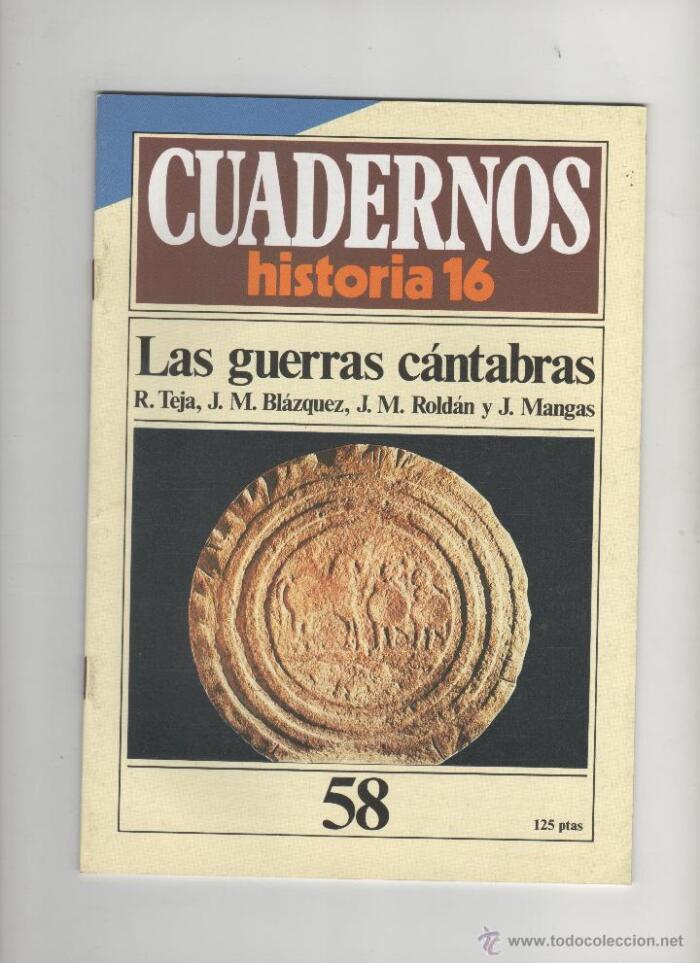 CUADERNOS
historia 16
Las guerras cántabras
R. Teja, J. M. Blázquez, J. M. Roldán y J. Mangas
58
125 ptas
www.todocoleccion.net